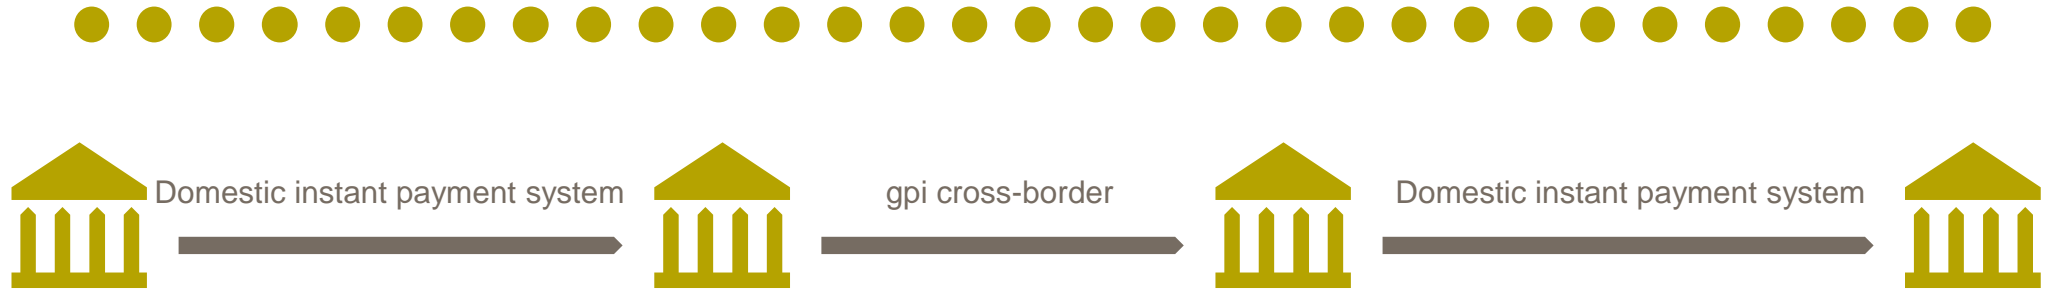 Domestic instant payment system
gpi cross-border
Domestic instant payment system